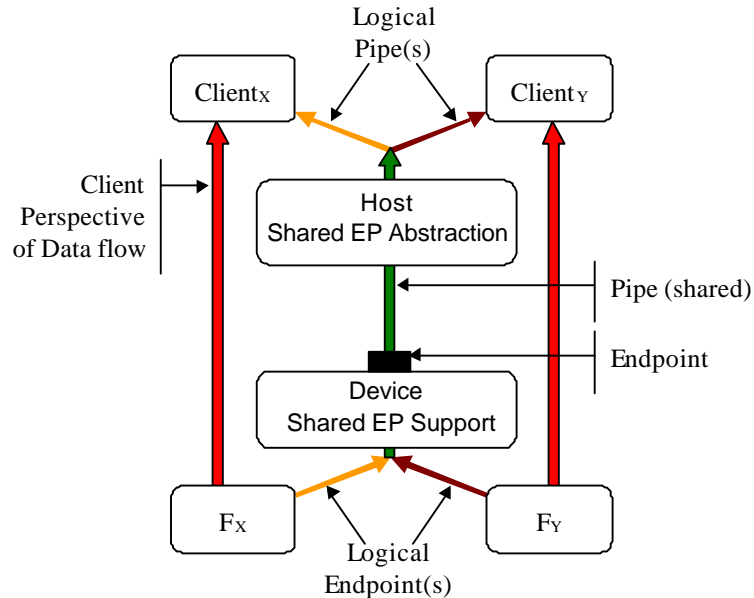 Logical
Pipe(s)
ClientX
ClientY
Client
Perspective
of Data flow
Host
Shared EP Abstraction
Pipe (shared)
Endpoint
Device
Shared EP Support
FX
FY
Logical
Endpoint(s)